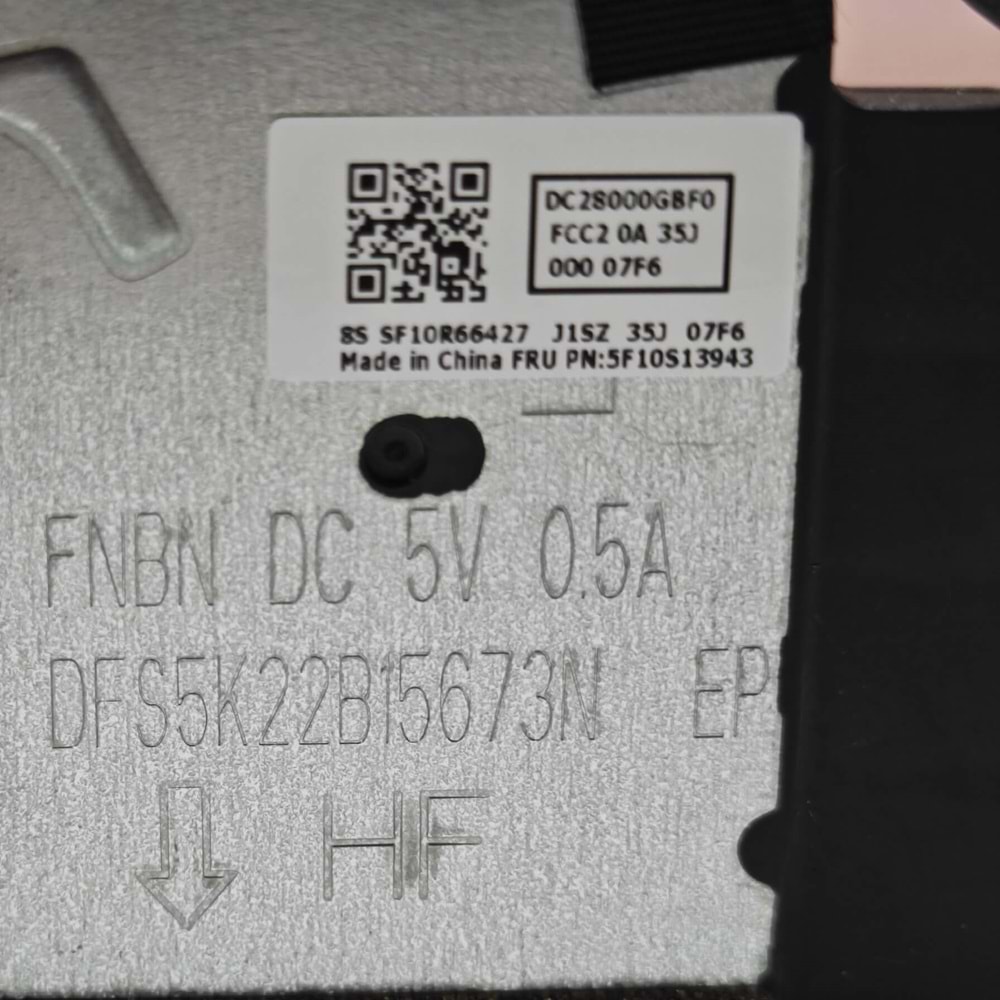 DC28000GBF0
FCC2 0A 35J
000 07F6
8S SF10R66427 J1SZ 35J 07F6
Made in China FRU PN:5F10S13943
FNBN DC 5V 0.5A
DFS5K22B15673N EP
HF